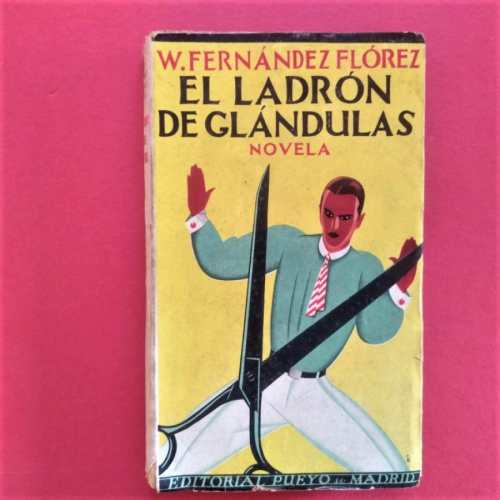 W. FERNÁNDEZ FLÓREZ
EL LADRÓN
DE GLÁNDULAS
NOVELA
EDITORIAL PUEYO S.L. MADRID